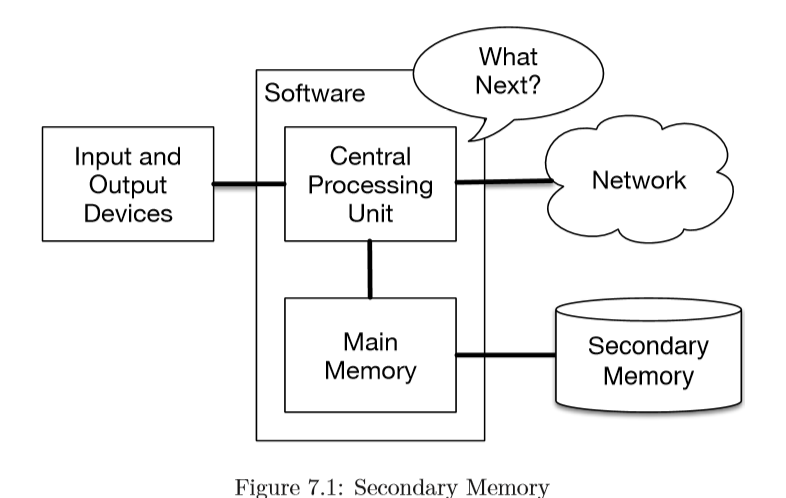 What
Next?
Software
Input and
Output
Devices
Central
Processing
Unit
Network
Main
Memory
Secondary
Memory
Figure 7.1: Secondary Memory